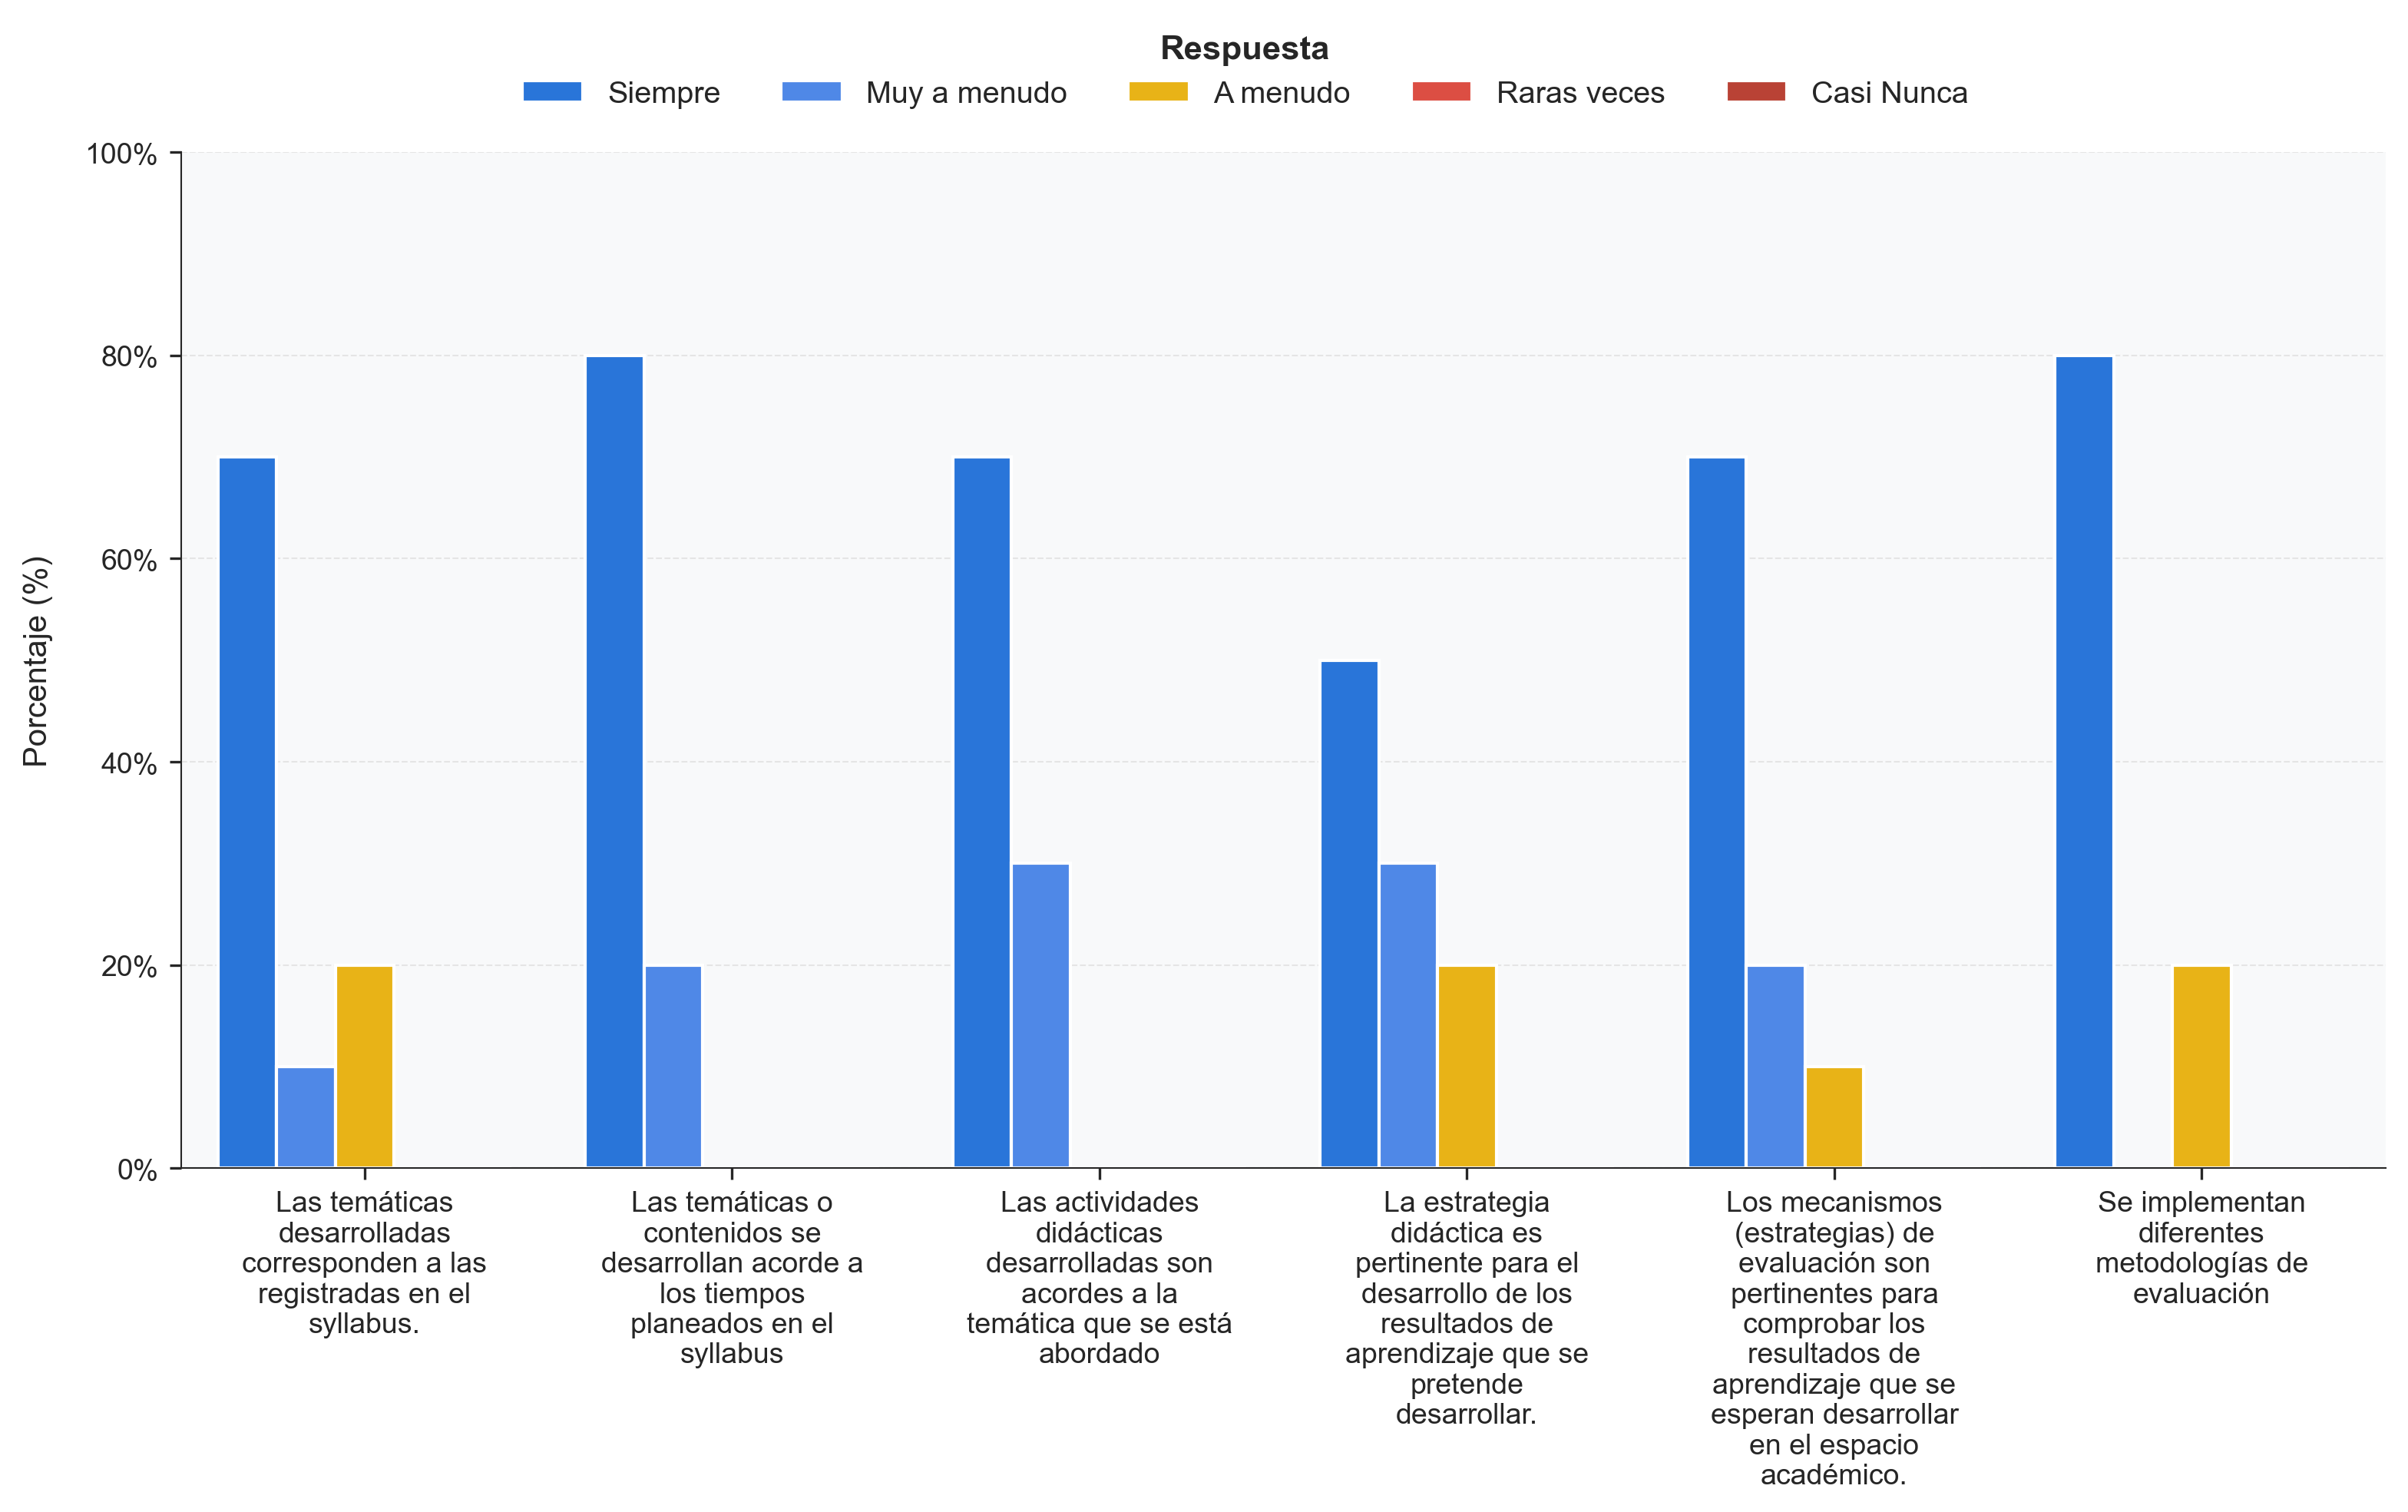 Respuesta
Siempre
Muy a menudo
A menudo
Raras veces
Casi Nunca
100%
80%
60%
40%
20%
0%
Porcentaje (%)
Las temáticas
desarrolladas
corresponden a las
registradas en el
syllabus.
Las temáticas o
contenidos se
desarrollan acorde a
los tiempos
planeados en el
syllabus
Las actividades
didácticas
desarrolladas son
acordes a la
temática que se está
abordado
La estrategia
didáctica es
pertinente para el
desarrollo de los
resultados de
aprendizaje que se
pretende
desarrollar.
Los mecanismos
(estrategias) de
evaluación son
pertinentes para
comprobar los
resultados de
aprendizaje que se
esperan desarrollar
en el espacio
académico.
Se implementan
diferentes
metodologías de
evaluación